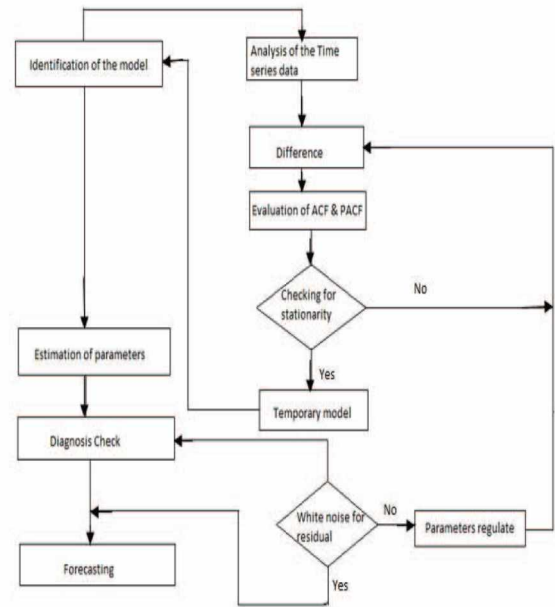 Identification of the model
Analysis of the Time
series data
Difference
Evaluation of ACF & PACF
Checking for
stationarity
No
Yes
Estimation of parameters
Temporary model
Diagnosis Check
White noise for
residual
No
Parameters regulate
Yes
Forecasting